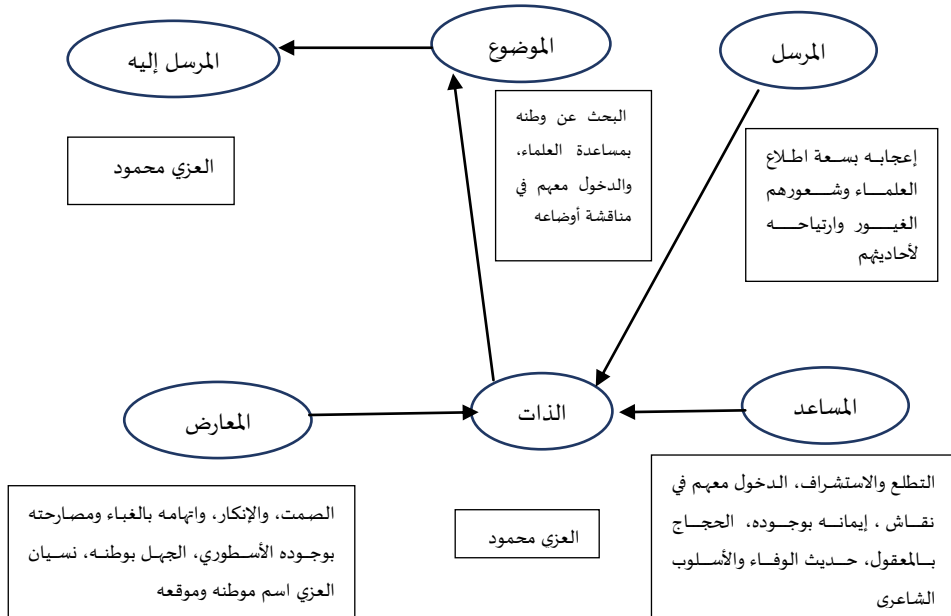 المرسل
الموضوع
المرسل إليه
إعجابه بسعة اطلاع
العلماء وشعورهم
الغيور وارتياحه
لأحاديثهم
البحث عن وطنه
بمساعدة العلماء،
والدخول معهم في
مناقشة أوضاعه
العزي محمود
المساعد
الذات
المعارض
التطلع والاستشراف، الدخول معهم في
نقاش ، إيمانه بوجوده، الحجاج
بالمعقول، حديث الوفاء والأسلوب
الشاعري
العزي محمود
الصمت، والإنكار، واتهامه بالغباء ومصارحته
بوجوده الأسطوري، الجهل بوطنه، نسيان
العزي اسم موطنه وموقعه